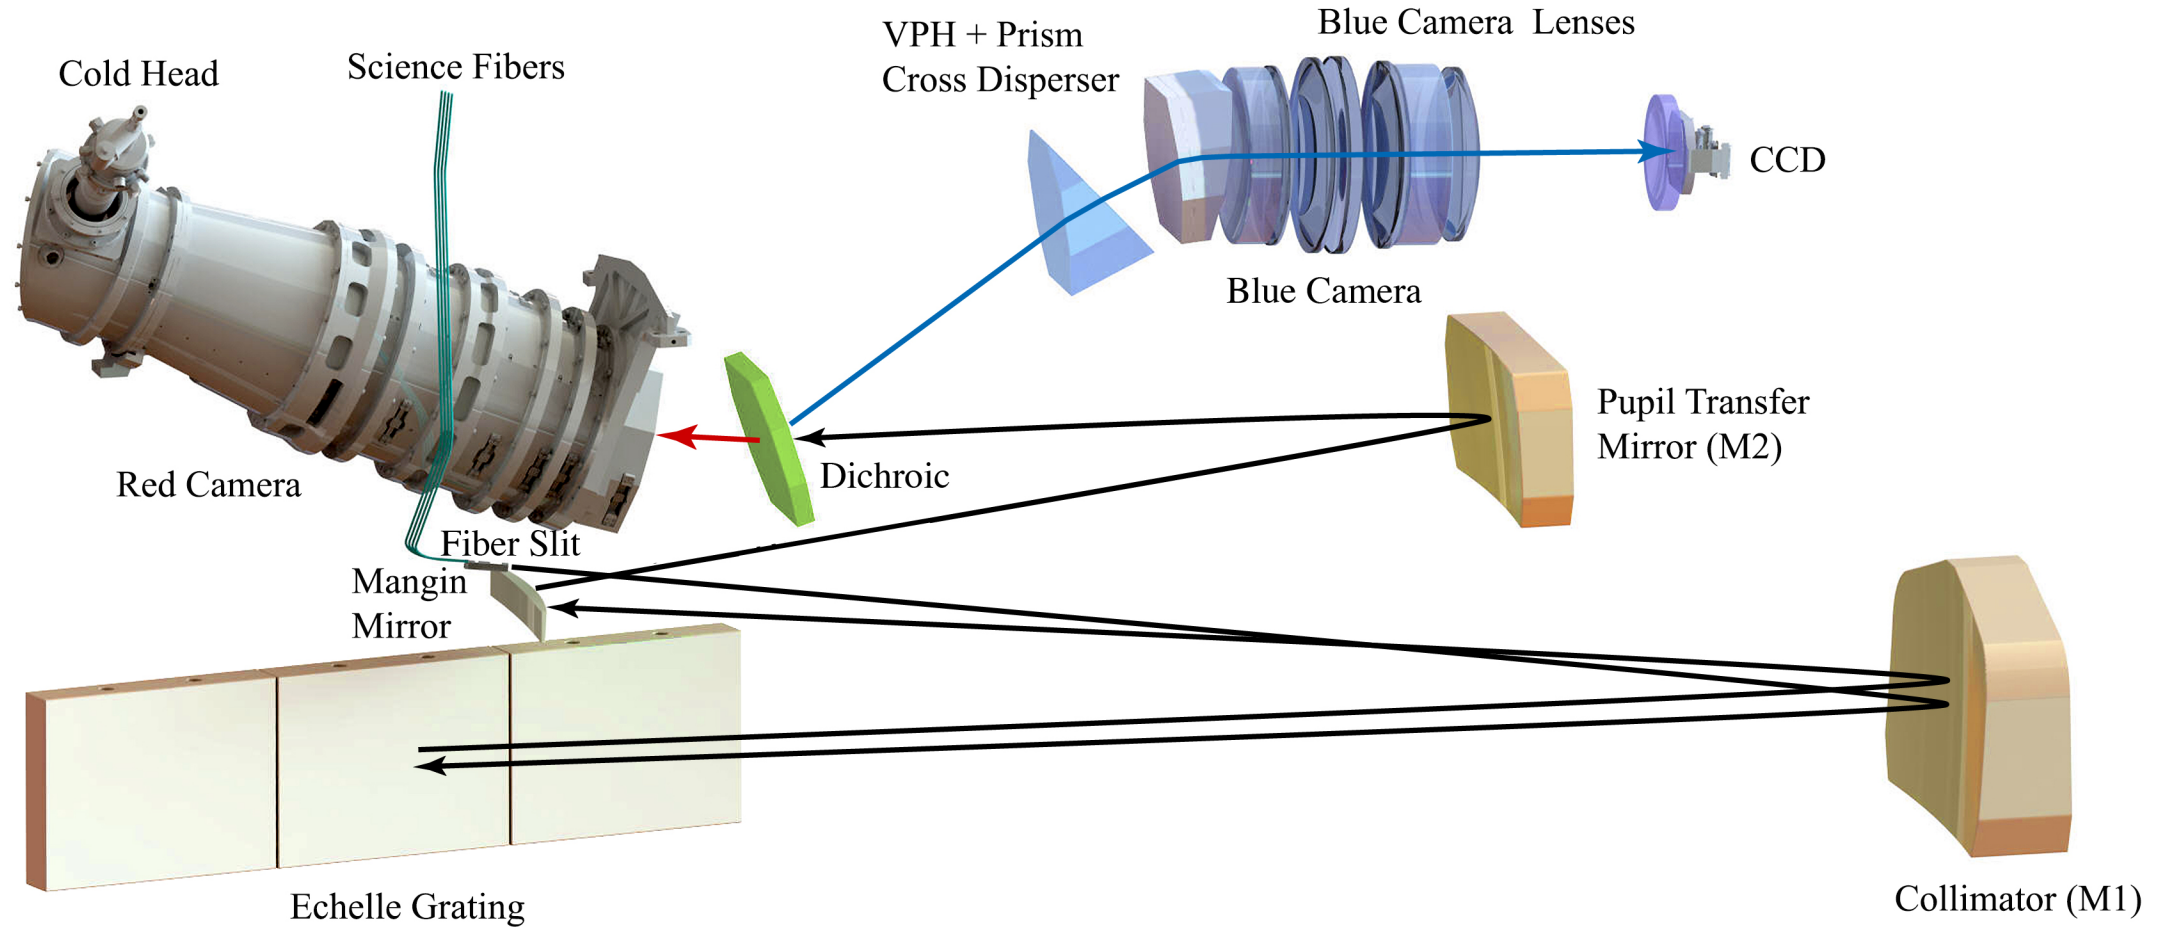 Cold Head
Science Fibers
VPH + Prism
Cross Disperser
Blue Camera Lenses
CCD
Blue Camera
Pupil Transfer
Mirror (M2)
Dichroic
Red Camera
Fiber Slit
Mangin
Mirror
Echelle Grating
Collimator (M1)